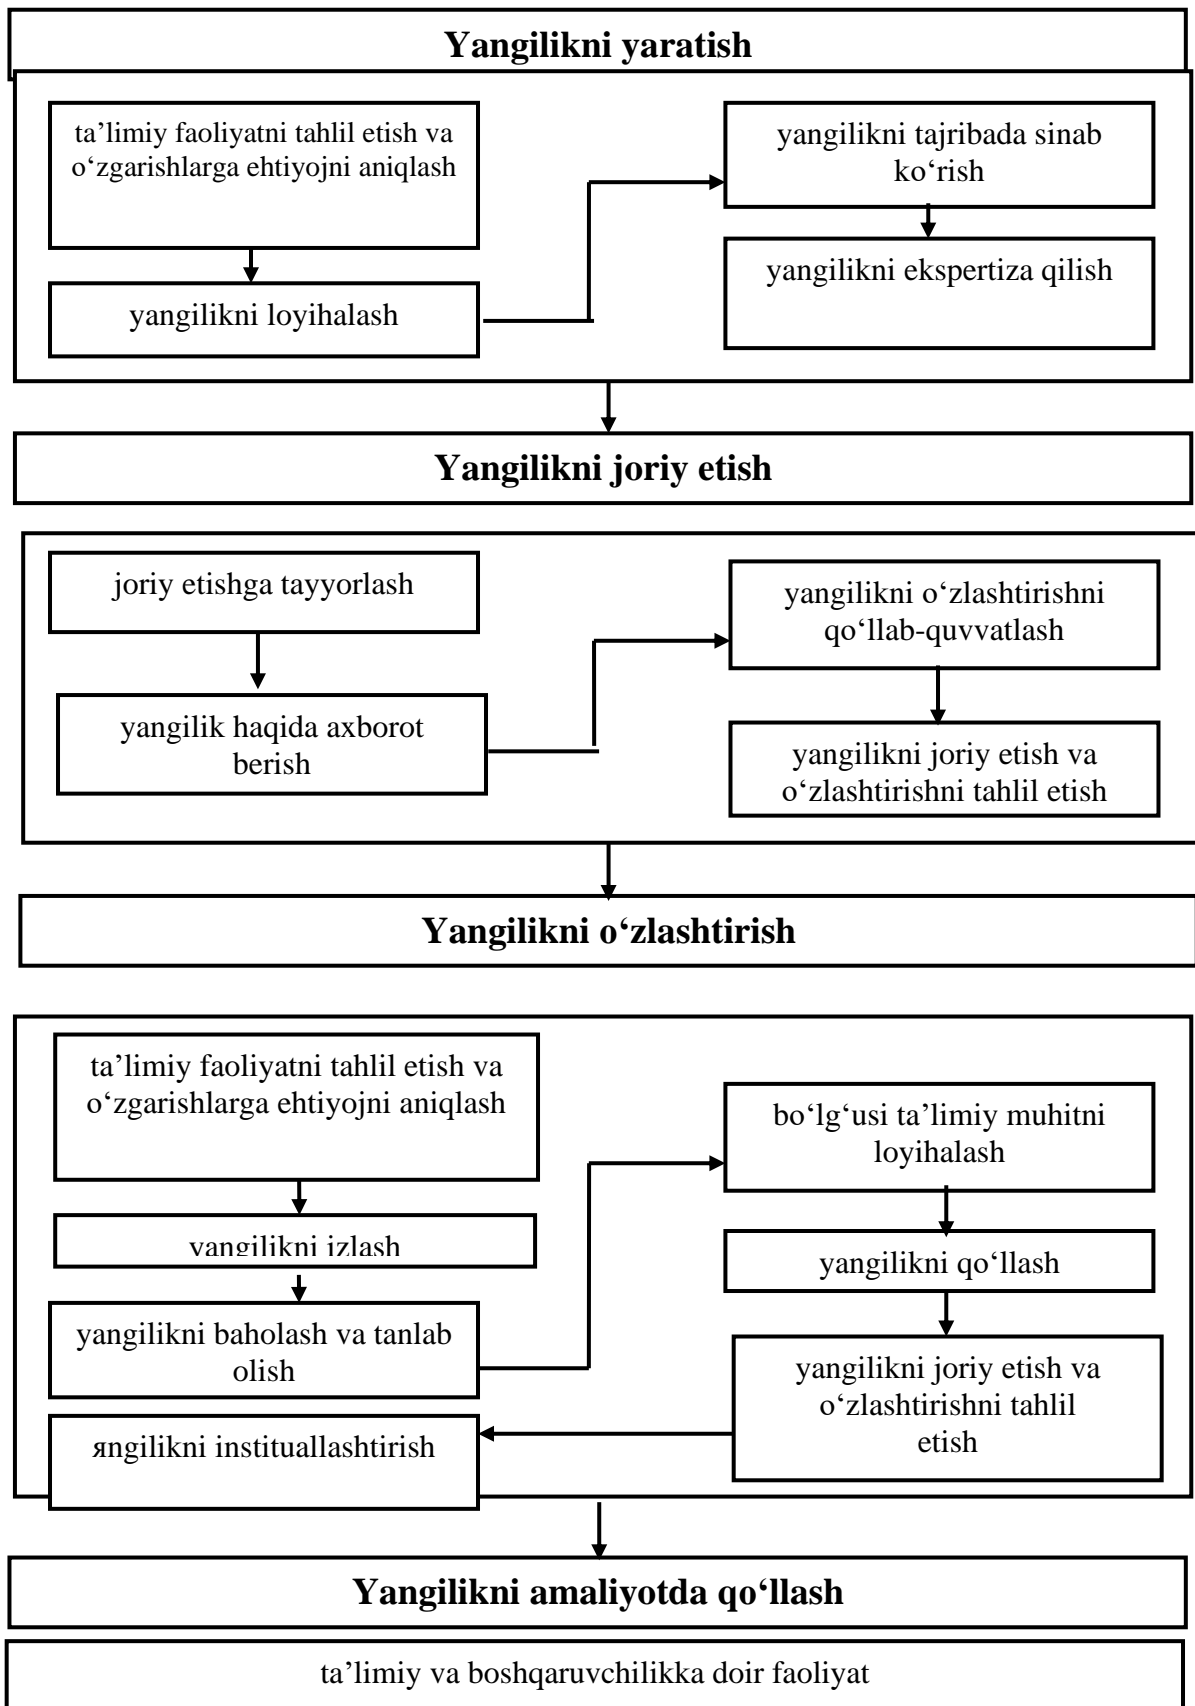 Yangilikni yaratish
ta’limiy faoliyatni tahlil etish va
o‘zgarishlarga ehtiyojni aniqlash
yangilikni loyihalash
yangilikni tajribada sinab
ko‘rish
yangilikni ekspertiza qilish
Yangilikni joriy etish
joriy etishga tayyorlash
yangilik haqida axborot
berish
yangilikni o‘zlashtirishni
qo‘llab-quvvatlash
yangilikni joriy etish va
o‘zlashtirishni tahlil etish
Yangilikni o‘zlashtirish
ta’limiy faoliyatni tahlil etish va
o‘zgarishlarga ehtiyojni aniqlash
yangilikni izlash
yangilikni baholash va tanlab
olish
bo‘lg‘usi ta’limiy muhitni
loyihalash
yangilikni qo‘llash
yangilikni joriy etish va
o‘zlashtirishni tahlil
etish
яngilikni instituallashtirish
Yangilikni amaliyotda qo‘llash
ta’limiy va boshqaruvchilikka doir faoliyat